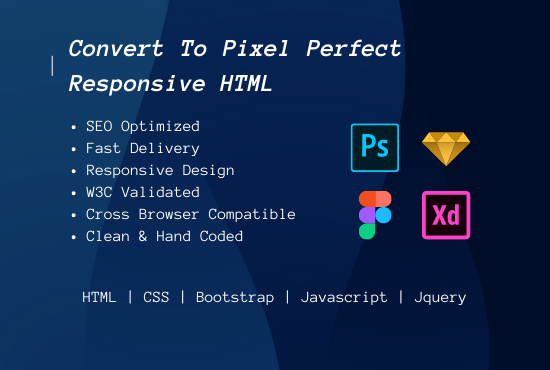 Convert To Pixel Perfect
Responsive HTML
• SEO Optimized
• Fast Delivery
• Responsive Design
• W3C Validated
• Cross Browser Compatible
• Clean & Hand Coded
Ps
Xd
HTML | CSS | Bootstrap | Javascript | Jquery